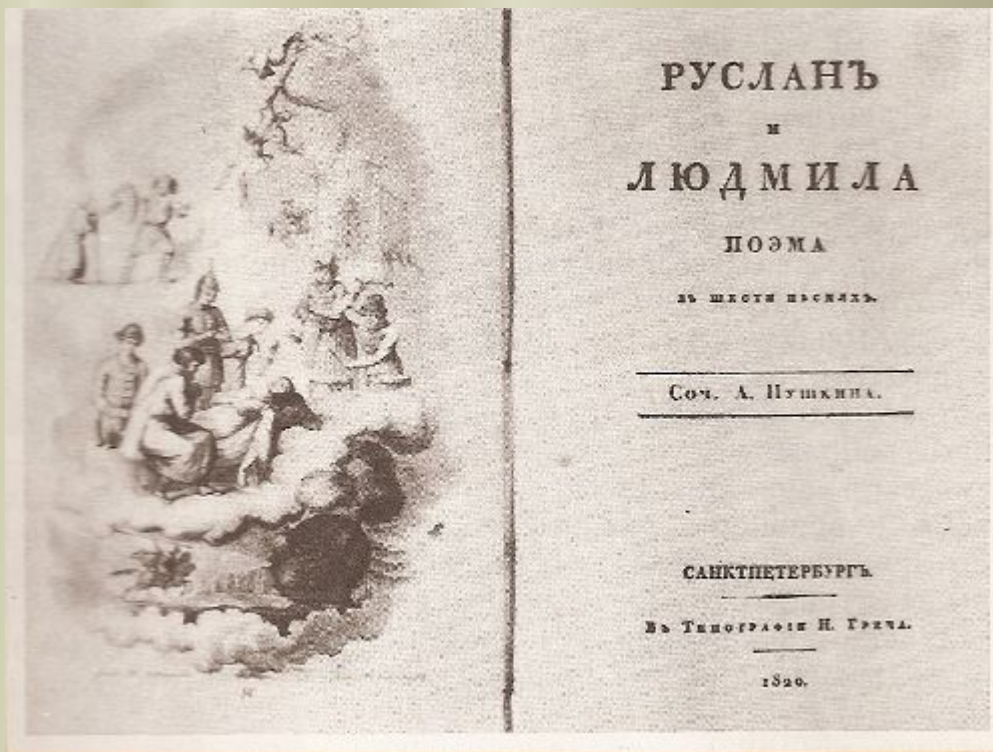 РУСЛАНЪ
и
ЛЮДМИЛА
ПОЭМА
въ шести пѣсняхъ.
Соч. А. Пушкина.
САНКТПЕТЕРБУРГЪ.
Въ Типографіи Н. Греча.
1820.